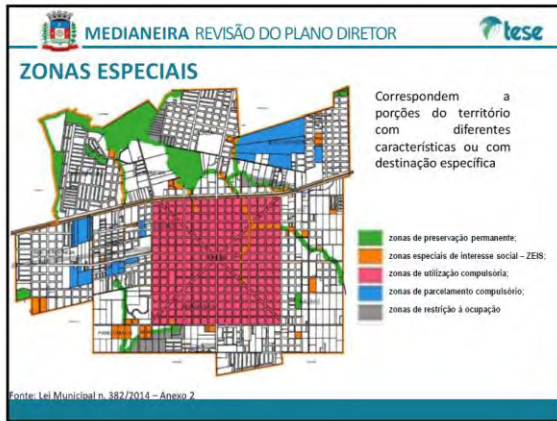 MEDIANEIRA REVISÃO DO PLANO DIRETOR
tese
ZONAS ESPECIAIS
Correspondem a
porções do território
com diferentes
características ou com
destinação específica
zonas de preservação permanente;
zonas especiais de interesse social – ZEIS;
zonas de utilização compulsória;
zonas de parcelamento compulsório;
zonas de restrição à ocupação
Fonte: Lei Municipal n. 382/2014 – Anexo 2